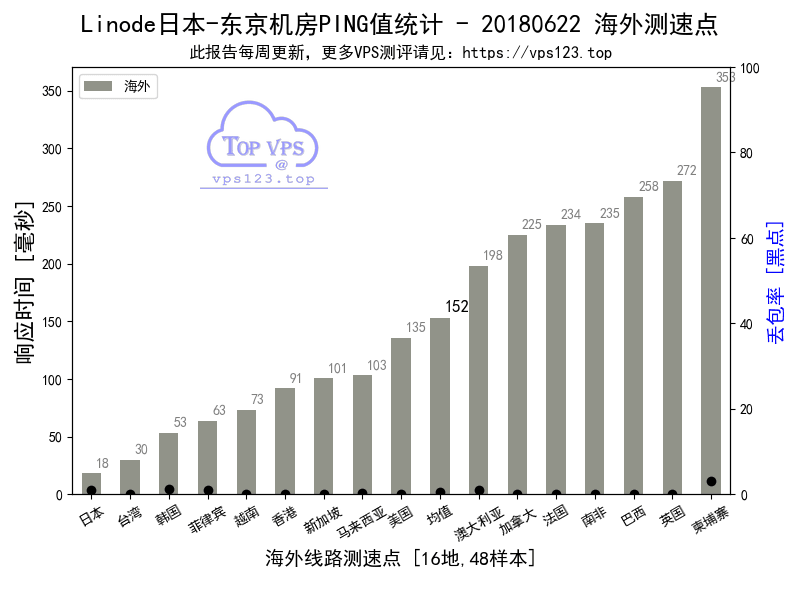 Linode日本-东京机房PING值统计 - 20180622 海外测速点
此报告每周更新，更多VPS测评请见：https://vps123.top
海外
TOP VPS
@
vps123.top
响应时间 [毫秒]
350
300
250
200
150
100
50
0
18
30
53
63
73
91
101
103
135
152
198
225
234
235
258
272
353
100
80
60
40
20
0
丢包率 [黑点]
日本
台湾
韩国
菲律宾
越南
香港
新加坡
马来西亚
美国
均值
澳大利亚
加拿大
法国
南非
巴西
英国
柬埔寨
海外线路测速点 [16地,48样本]